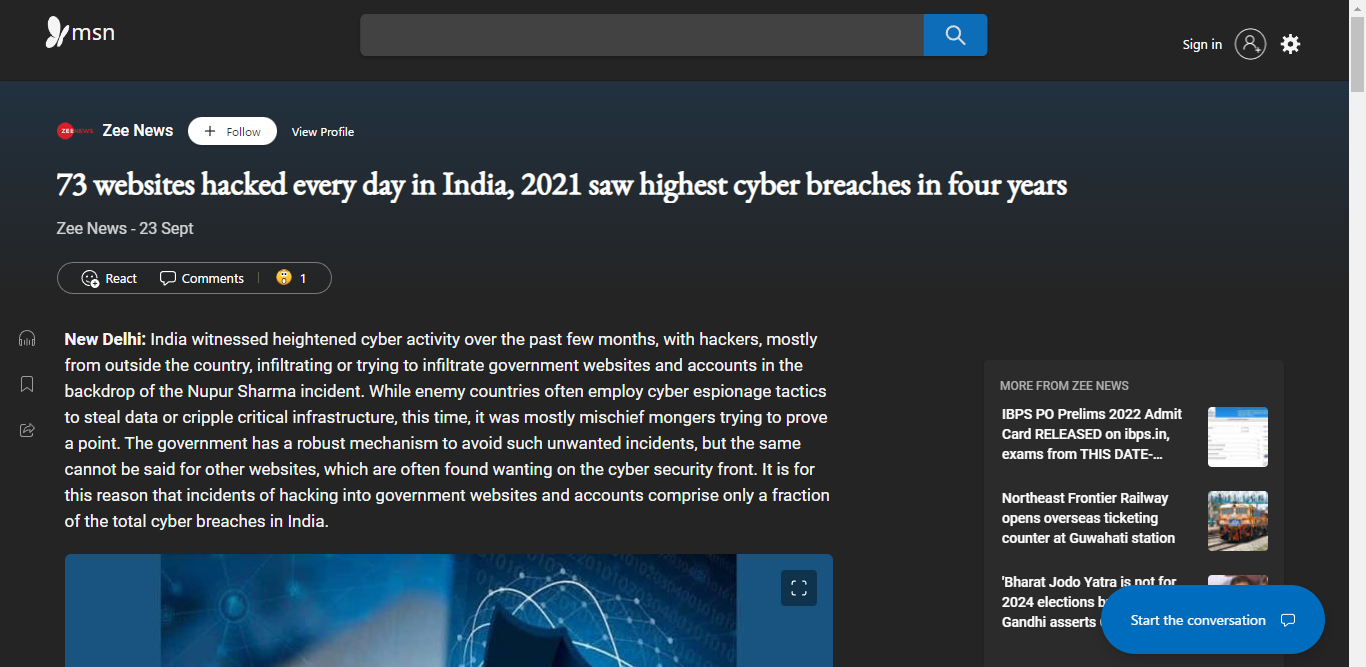 msn
Sign in
ZEE NEWS
Zee News
+ Follow
View Profile
73 websites hacked every day in India, 2021 saw highest cyber breaches in four years
Zee News - 23 Sept
React
Comments
1
New Delhi: India witnessed heightened cyber activity over the past few months, with hackers, mostly
from outside the country, infiltrating or trying to infiltrate government websites and accounts in the
backdrop of the Nupur Sharma incident. While enemy countries often employ cyber espionage tactics
to steal data or cripple critical infrastructure, this time, it was mostly mischief mongers trying to prove
a point. The government has a robust mechanism to avoid such unwanted incidents, but the same
cannot be said for other websites, which are often found wanting on the cyber security front. It is for
this reason that incidents of hacking into government websites and accounts comprise only a fraction
of the total cyber breaches in India.
MORE FROM ZEE NEWS
IBPS PO Prelims 2022 Admit
Card RELEASED on ibps.in,
exams from THIS DATE-...
Northeast Frontier Railway
opens overseas ticketing
counter at Guwahati station
'Bharat Jodo Yatra is not for
2024 elections
Gandhi asserts
Start the conversation